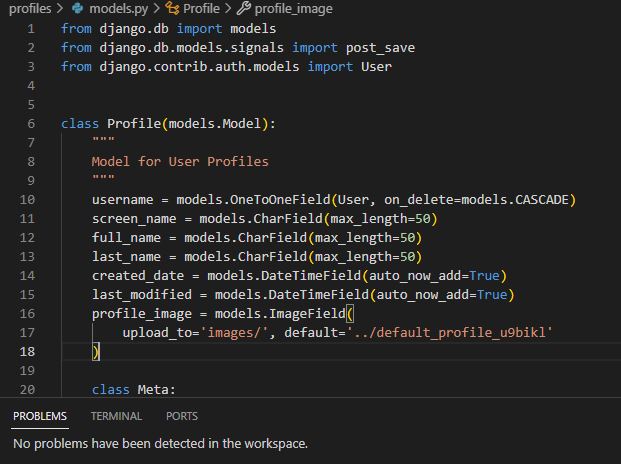 profiles > models.py > Profile > profile_image
1 from django.db import models
2 from django.db.models.signals import post_save
3 from django.contrib.auth.models import User
4
5
6 class Profile(models.Model):
7 """
8 Model for User Profiles
9 """
10 username = models.OneToOneField(User, on_delete=models.CASCADE)
11 screen_name = models.CharField(max_length=50)
12 full_name = models.CharField(max_length=50)
13 last_name = models.CharField(max_length=50)
14 created_date = models.DateTimeField(auto_now_add=True)
15 last_modified = models.DateTimeField(auto_now_add=True)
16 profile_image = models.ImageField(
17 upload_to='images/', default='../default_profile_u9bikl'
18 )
19
20 class Meta:
PROBLEMS TERMINAL PORTS
No problems have been detected in the workspace.